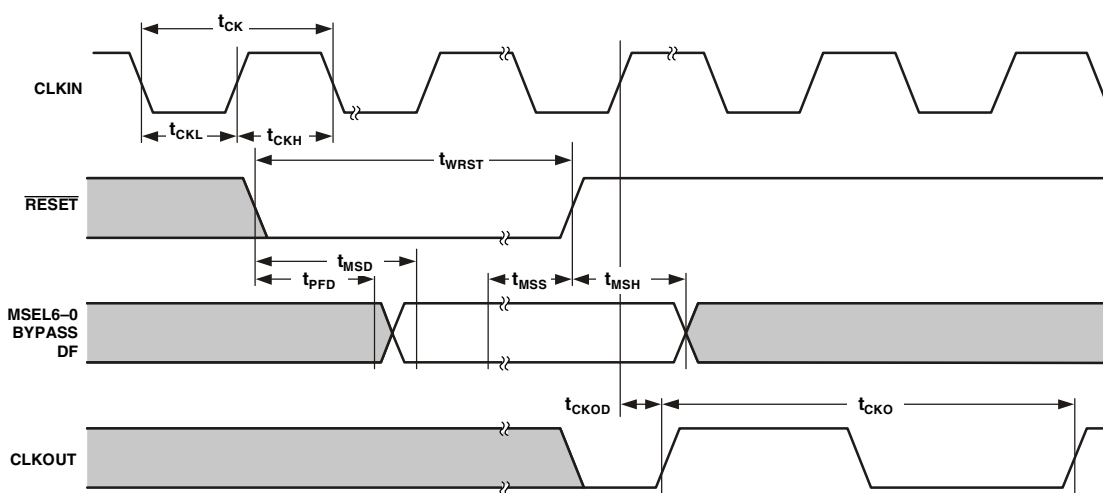 tCK
CLKIN
tCKL
tCKH
tWRST
RESET
tMSD
tPFD
tMSS
tMSH
MSEL6–0
BYPASS
DF
tCKOD
tCKO
CLKOUT